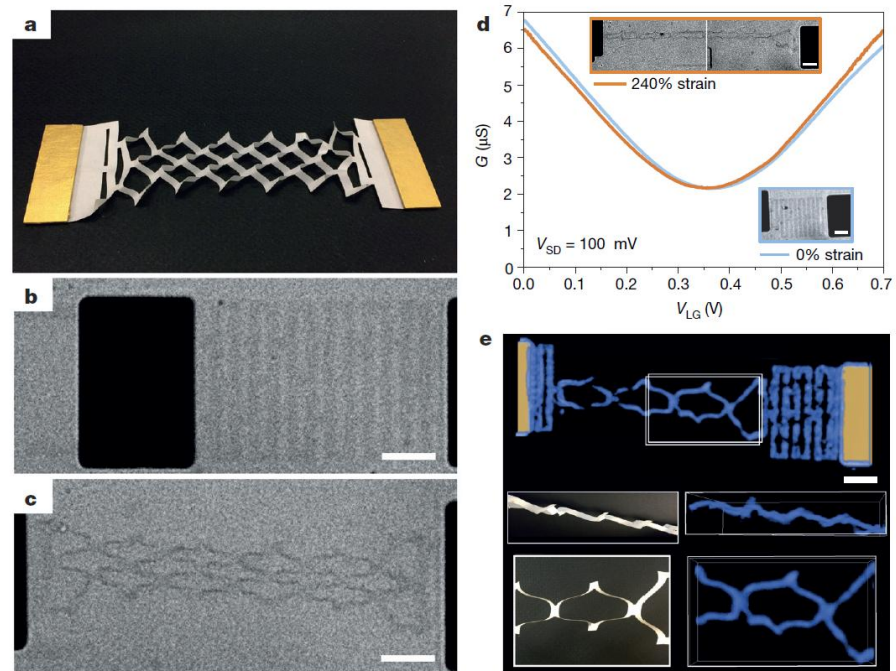 a
b
c
d
7
6
5
4
3
2
1
0
G (μS)
240% strain
0% strain
V_SD = 100 mV
0.0 0.1 0.2 0.3 0.4 0.5 0.6 0.7
V_LG (V)
e